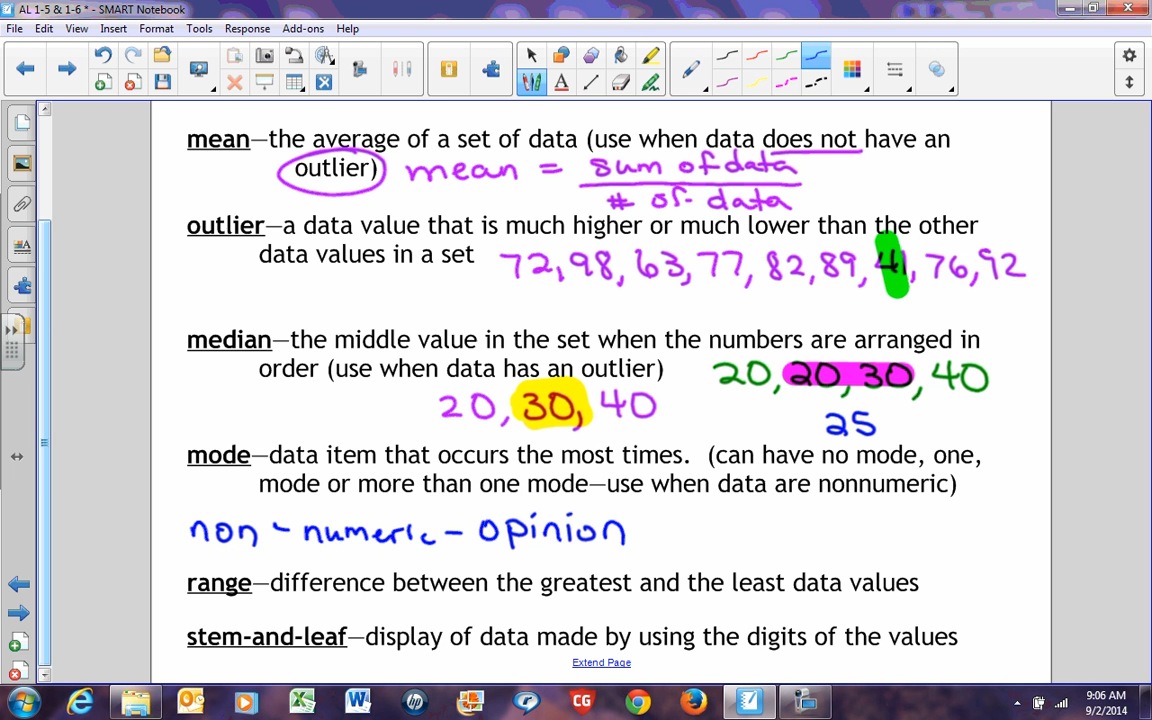 AL 1-5 & 1-6 * - SMART Notebook
File Edit View Insert Format Tools Response Add-ons Help
mean—the average of a set of data (use when data does not have an
outlier) mean = sum of data
# of data
outlier—a data value that is much higher or much lower than the other
data values in a set 72, 98, 63, 77, 82, 89, 41, 76, 92
median—the middle value in the set when the numbers are arranged in
order (use when data has an outlier) 20, 20, 30, 40
20, 30, 40
25
mode—data item that occurs the most times. (can have no mode, one,
mode or more than one mode—use when data are nonnumeric)
non - numeric - opinion
range—difference between the greatest and the least data values
stem-and-leaf—display of data made by using the digits of the values
Extend Page
9:06 AM
9/2/2014